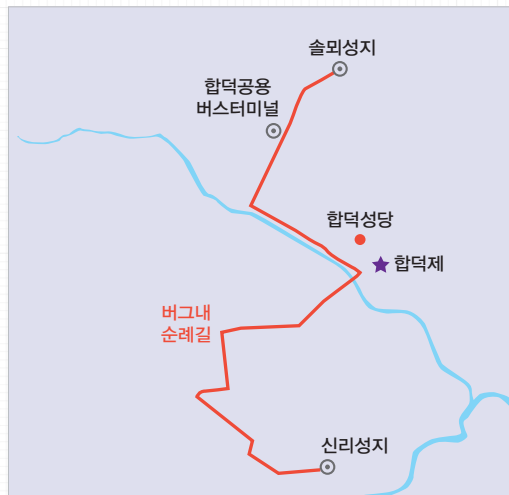 솔뫼성지
합덕공용
버스터미널
합덕성당
합덕제
버그내
순례길
신리성지